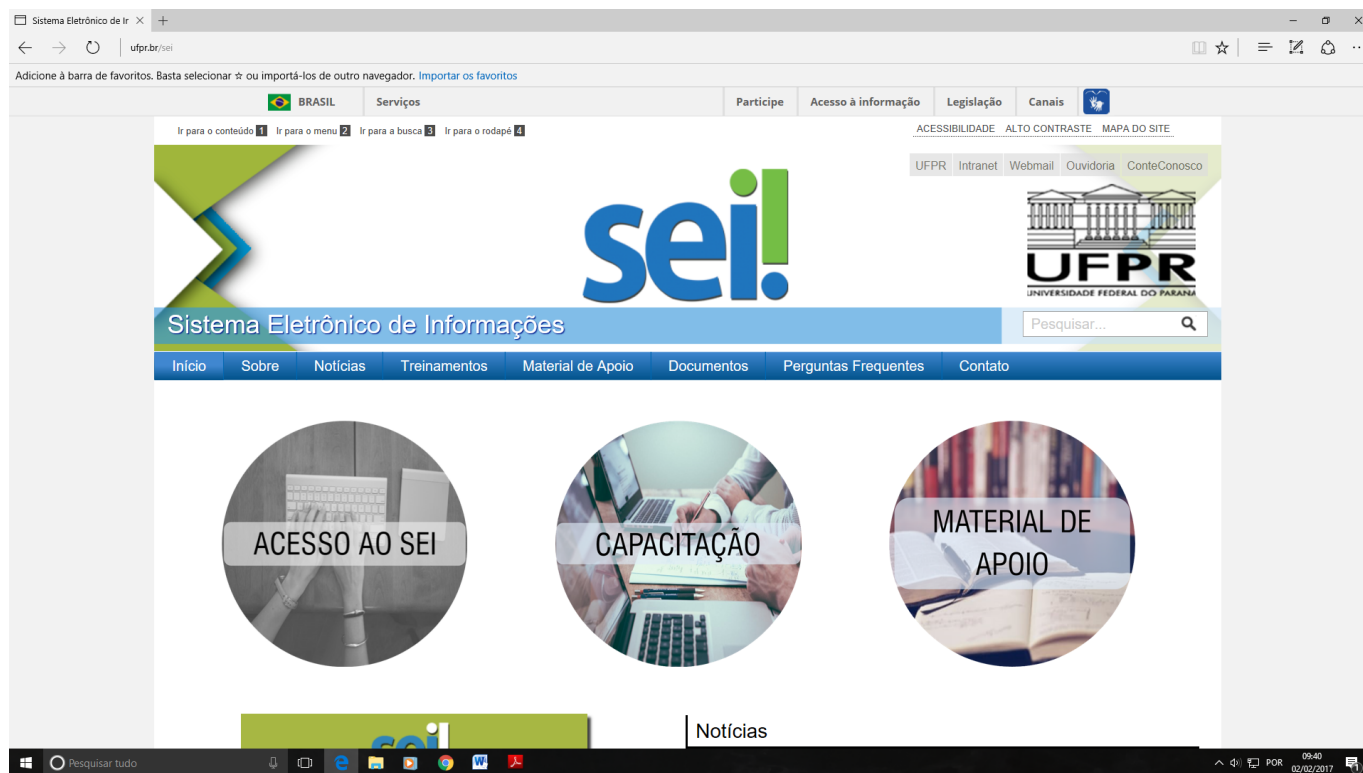 Sistema Eletrônico de Ir
ufpr.br/sei
Adicione à barra de favoritos. Basta selecionar ☆ ou importá-los de outro navegador. Importar os favoritos
BRASIL Serviços Participe Acesso à informação Legislação Canais
Ir para o conteúdo 1 Ir para o menu 2 Ir para a busca 3 Ir para o rodapé 4 ACESSIBILIDADE ALTO CONTRASTE MAPA DO SITE
UFPR Intranet Webmail Ouvidoria ConteConosco
sei!
UFPR
UNIVERSIDADE FEDERAL DO PARANÁ
Sistema Eletrônico de Informações Pesquisar...
Início Sobre Notícias Treinamentos Material de Apoio Documentos Perguntas Frequentes Contato
ACESSO AO SEI
CAPACITAÇÃO
MATERIAL DE
APOIO
sei!
Notícias
Pesquisar tudo
POR
09:40
02/02/2017